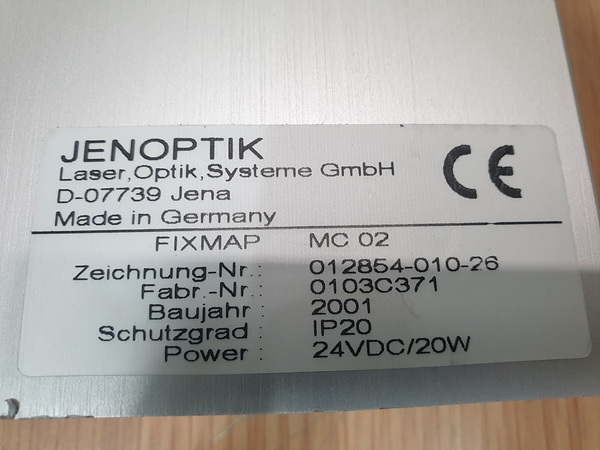 JENOPTIK
Laser,Optik,Systeme GmbH
D-07739 Jena
Made in Germany
CE
FIXMAP MC 02
Zeichnung-Nr.: 012854-010-26
Fabr.-Nr.: 0103C371
Baujahr : 2001
Schutzgrad : IP20
Power : 24VDC/20W